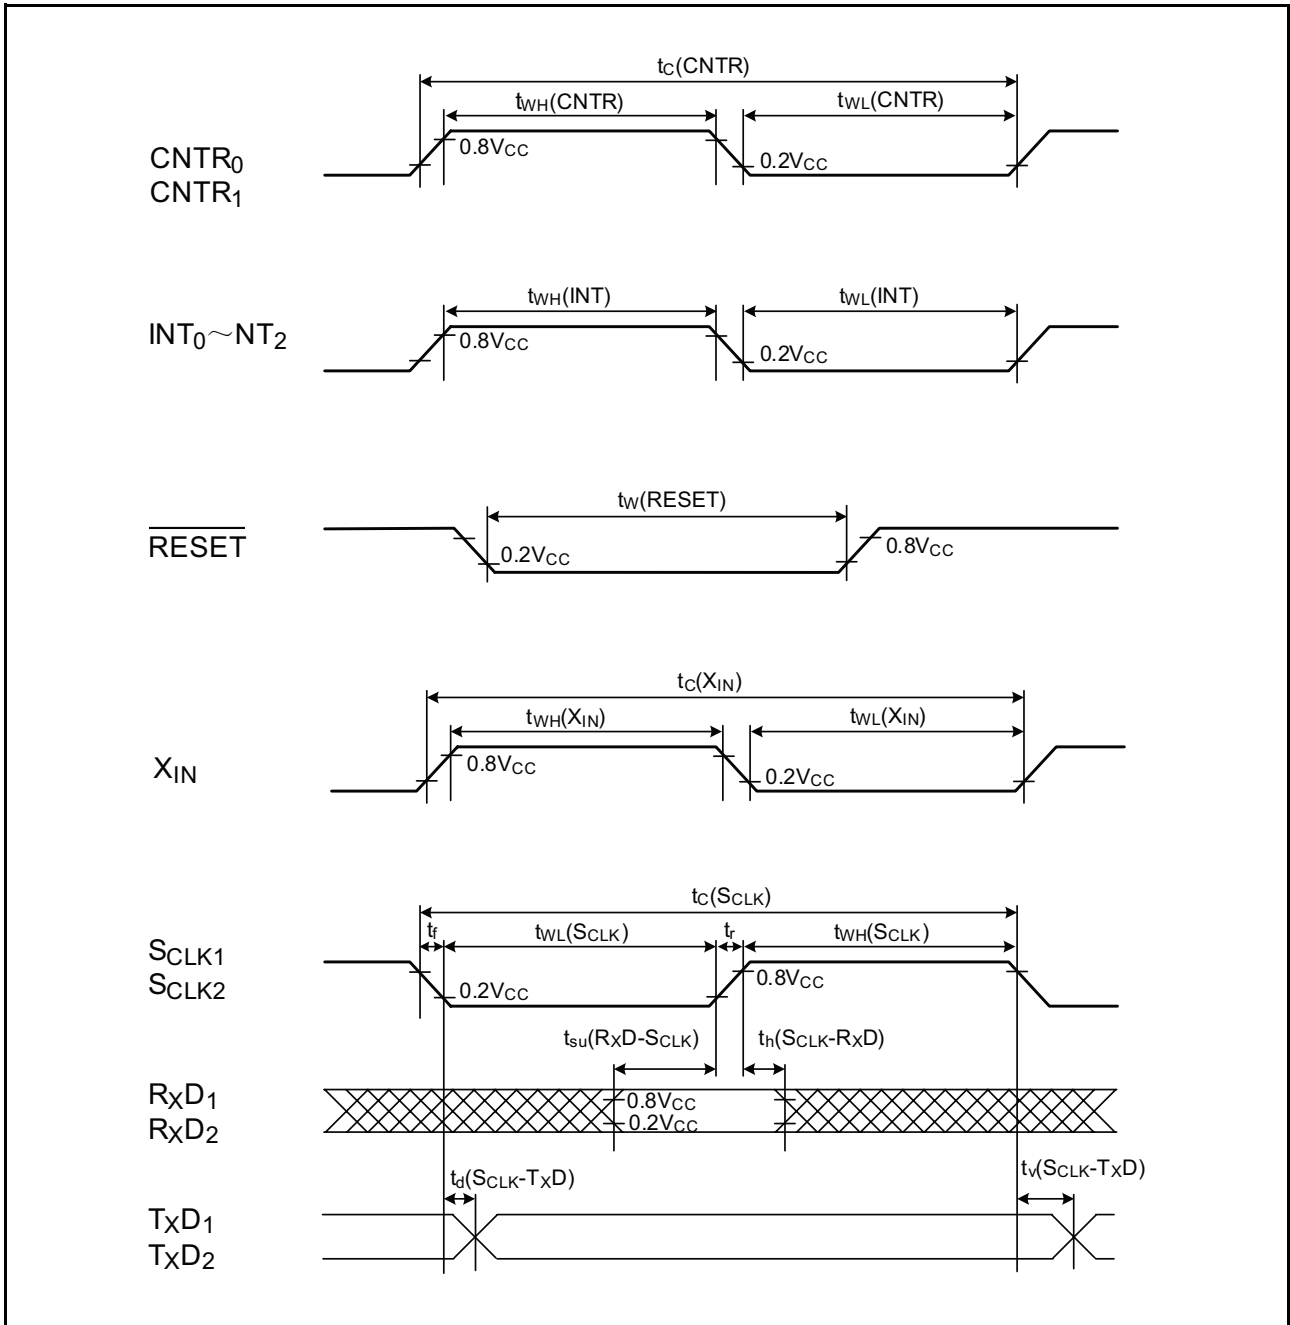 tC(CNTR)
tWH(CNTR) tWL(CNTR)
CNTR0
CNTR1
0.8VCC 0.2VCC
tWH(INT) tWL(INT)
INT0～NT2
0.8VCC 0.2VCC
tW(RESET)
RESET
0.2VCC 0.8VCC
tC(XIN)
tWH(XIN) tWL(XIN)
XIN
0.8VCC 0.2VCC
tC(SCLK)
tf tWL(SCLK) tr tWH(SCLK)
SCLK1
SCLK2
0.2VCC 0.8VCC
tsu(RXD-SCLK) th(SCLK-RXD)
RXD1
RXD2
0.8VCC
0.2VCC
td(SCLK-TXD) tv(SCLK-TXD)
TXD1
TXD2